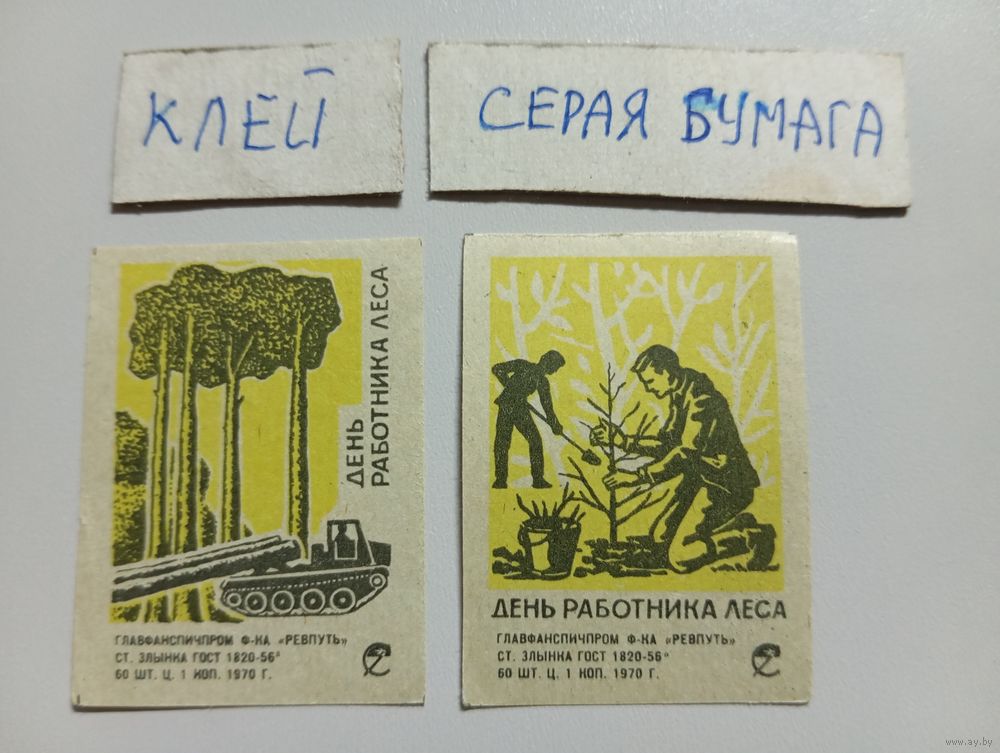 КЛЕЙ
СЕРАЯ БУМАГА
ДЕНЬ
РАБОТНИКА ЛЕСА
ГЛАВФАНСПИЧПРОМ Ф-КА «РЕВПУТЬ»
СТ. ЗЛЫНКА ГОСТ 1820-56*
60 ШТ. Ц. 1 КОП. 1970 Г.
ДЕНЬ РАБОТНИКА ЛЕСА
ГЛАВФАНСПИЧПРОМ Ф-КА «РЕВПУТЬ»
СТ. ЗЛЫНКА ГОСТ 1820-56*
60 ШТ. Ц. 1 КОП. 1970 Г.
www.ay.by